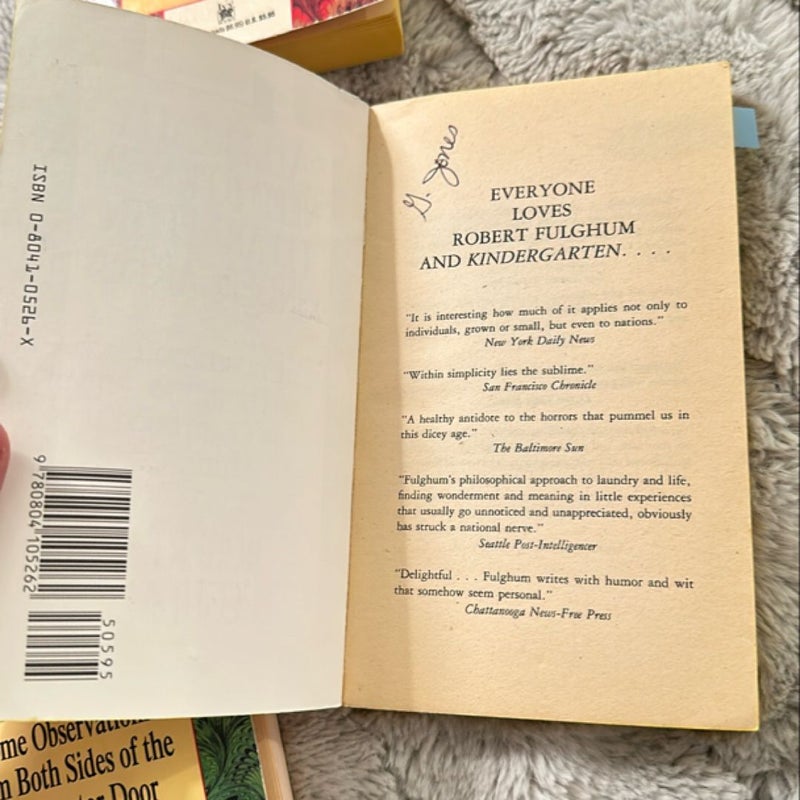 U.S. $5.95
ISBN 0-8041-0526-X
9 780804 105262
50595
G. Jones
EVERYONE
LOVES
ROBERT FULGHUM
AND KINDERGARTEN. . . .
"It is interesting how much of it applies not only to
individuals, grown or small, but even to nations."
New York Daily News
"Within simplicity lies the sublime."
San Francisco Chronicle
"A healthy antidote to the horrors that pummel us in
this dicey age."
The Baltimore Sun
"Fulghum's philosophical approach to laundry and life,
finding wonderment and meaning in little experiences
that usually go unnoticed and unappreciated, obviously
has struck a national nerve."
Seattle Post-Intelligencer
"Delightful . . . Fulghum writes with humor and wit
that somehow seem personal."
Chattanooga News-Free Press
me Observation
n Both Sides of the
Door